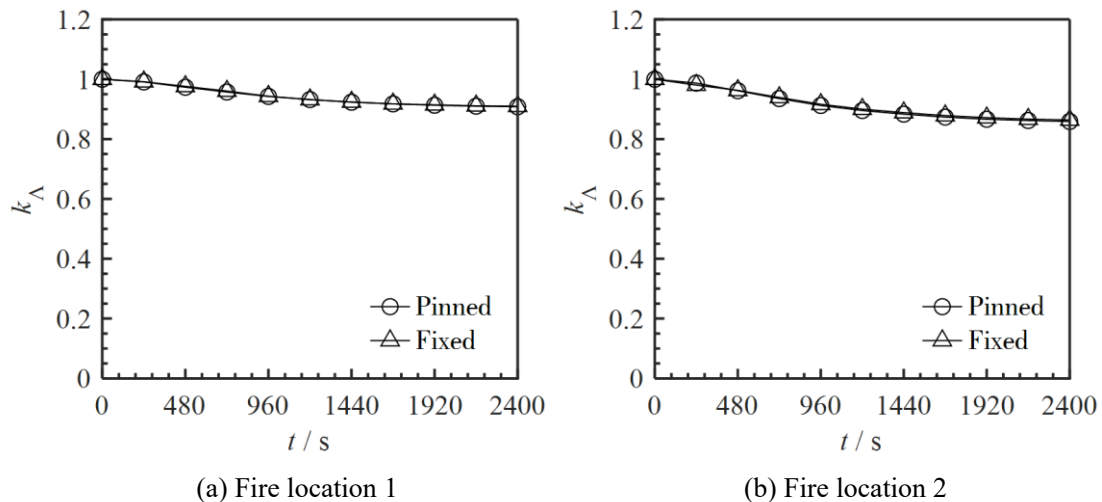 1.2
1
0.8
0.6
0.4
0.2
0
k_Λ
Pinned
Fixed
0 480 960 1440 1920 2400
t / s
(a) Fire location 1
1.2
1
0.8
0.6
0.4
0.2
0
k_Λ
Pinned
Fixed
0 480 960 1440 1920 2400
t / s
(b) Fire location 2